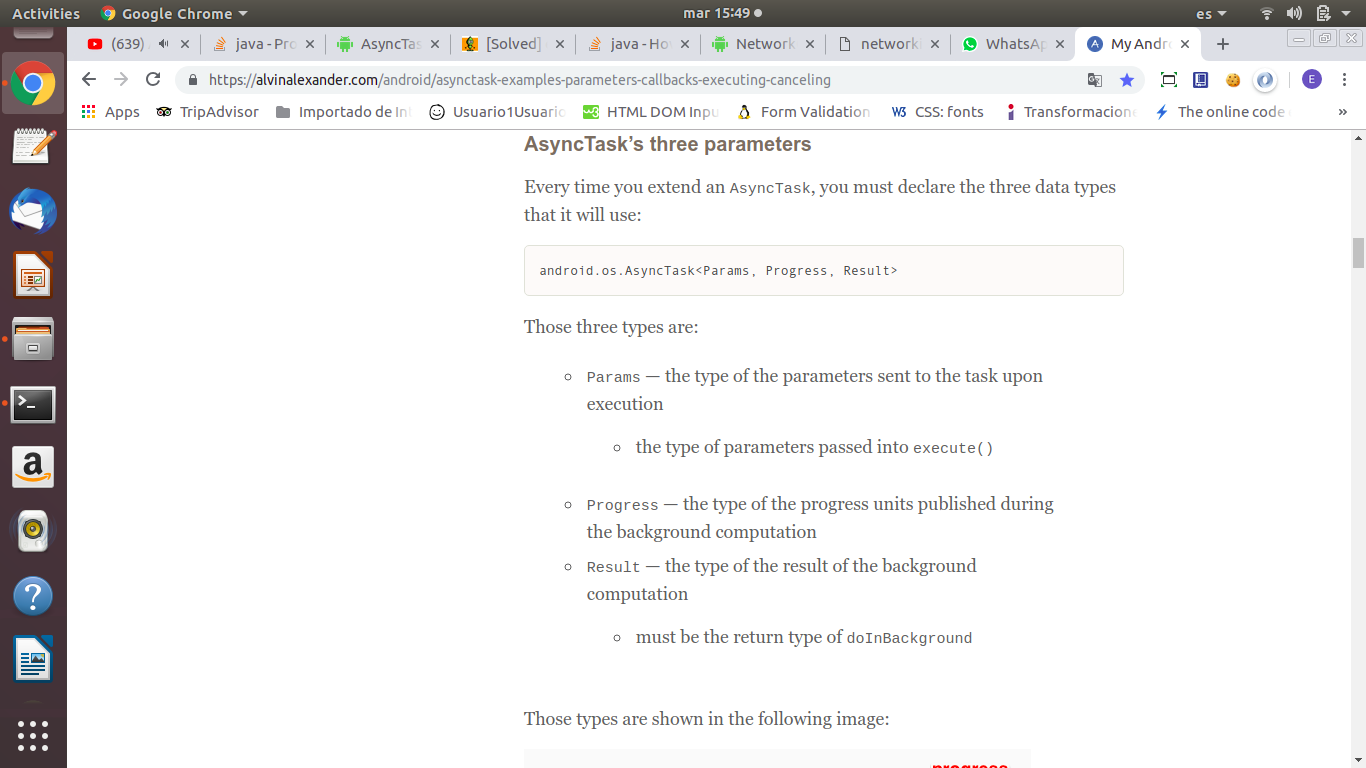 Activities Google Chrome mar 15:49 es
(639) java - Pro AsyncTas [Solved] java - Ho Network network WhatsAp My Andr
https://alvinalexander.com/android/asynctask-examples-parameters-callbacks-executing-canceling E
Apps TripAdvisor Importado de In Usuario1Usuario HTML DOM Inpu Form Validation CSS: fonts Transformacion The online code »
AsyncTask’s three parameters
Every time you extend an AsyncTask, you must declare the three data types
that it will use:
android.os.AsyncTask<Params, Progress, Result>
Those three types are:
Params — the type of the parameters sent to the task upon
execution
the type of parameters passed into execute()
Progress — the type of the progress units published during
the background computation
Result — the type of the result of the background
computation
must be the return type of doInBackground
Those types are shown in the following image:
progress